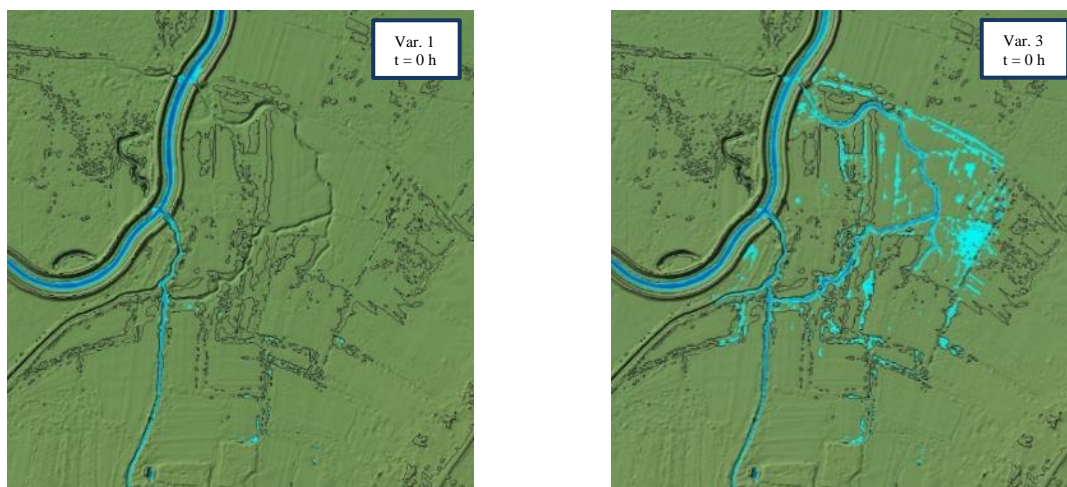 Var. 1
t = 0 h
Var. 3
t = 0 h